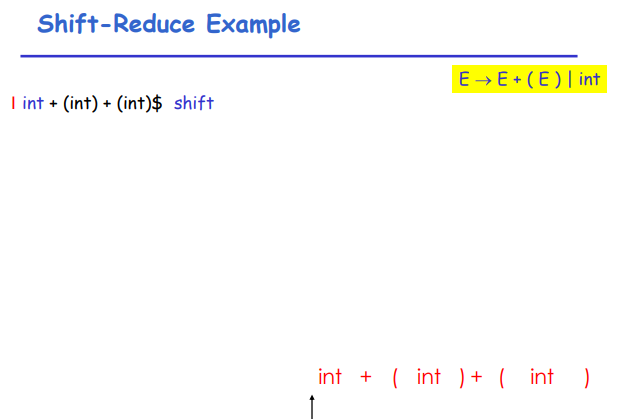 Shift-Reduce Example
E → E + ( E ) | int
I int + (int) + (int)$ shift
int + ( int ) + ( int )